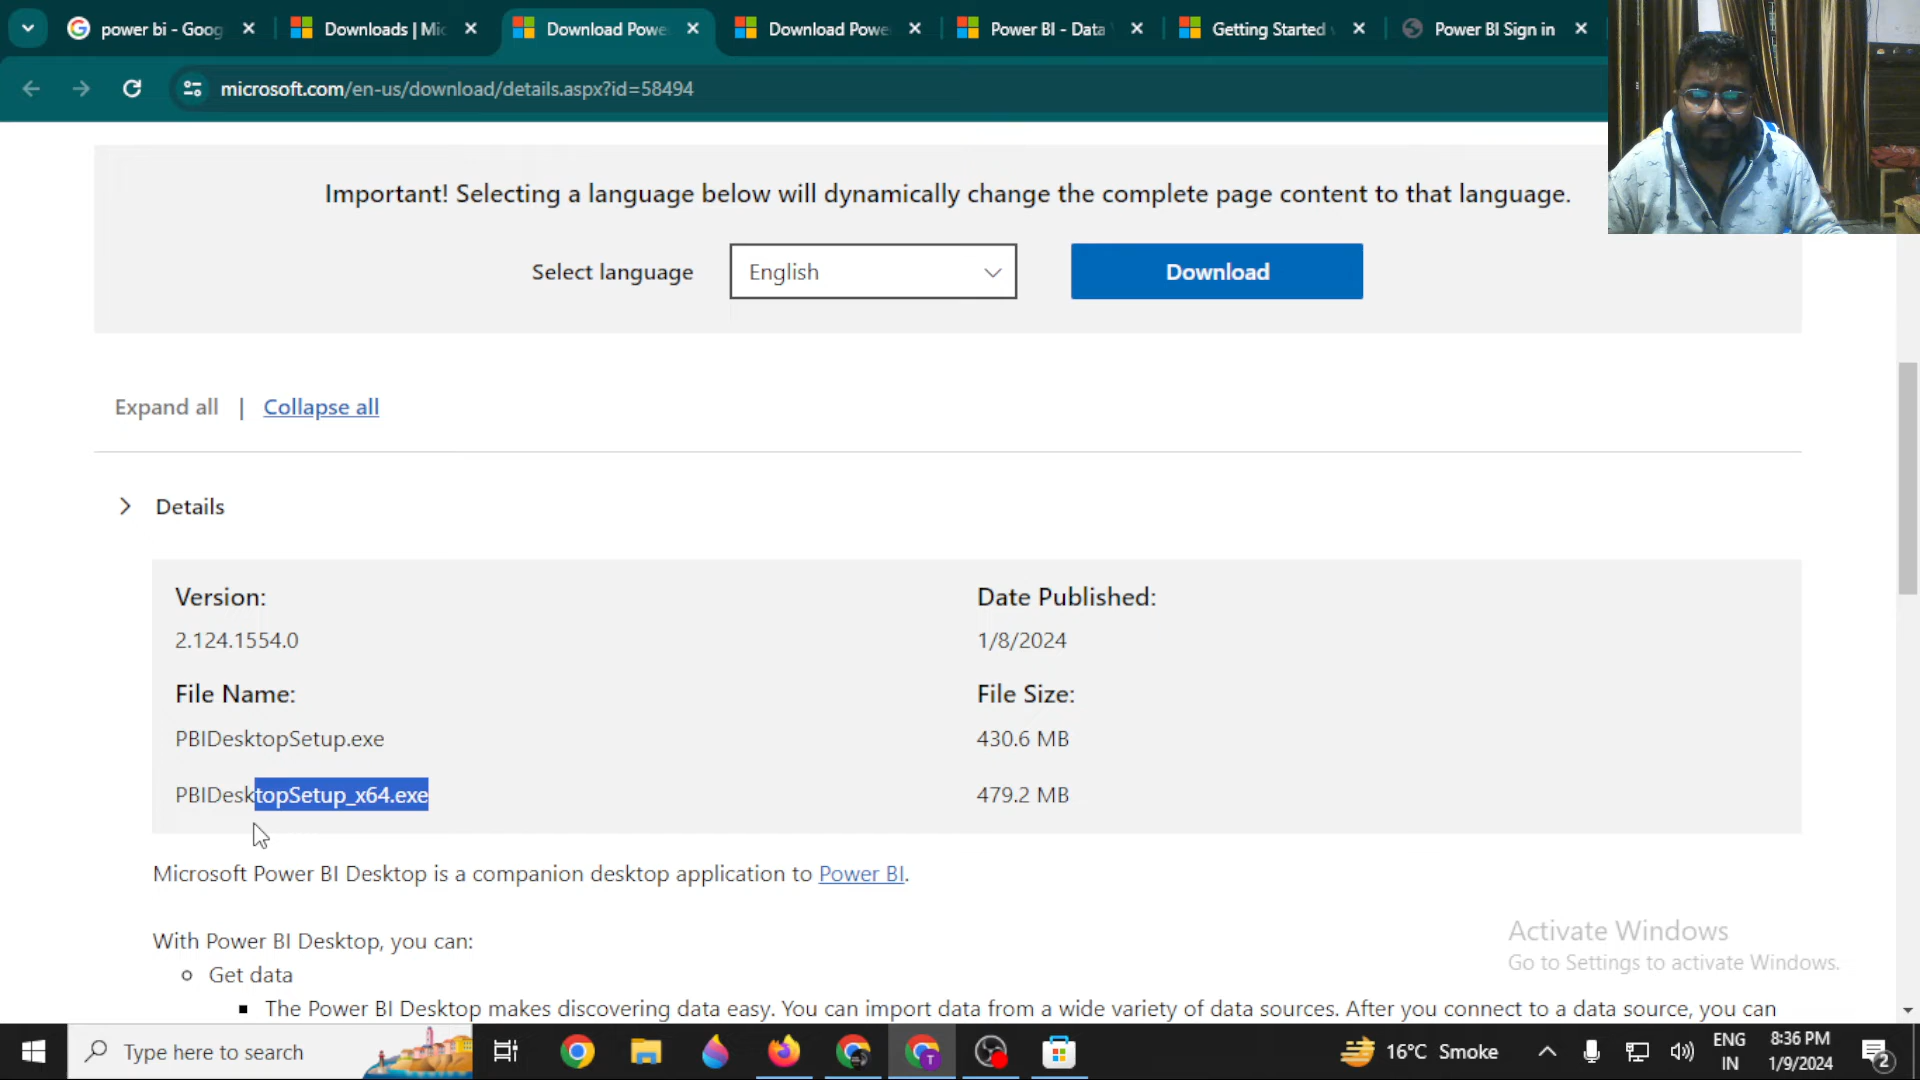 power bi - Goog
Downloads | Mic
Download Powe
Download Powe
Power BI - Data
Getting Started
Power BI Sign in
microsoft.com/en-us/download/details.aspx?id=58494
Important! Selecting a language below will dynamically change the complete page content to that language.
Select language
English
Download
Expand all | Collapse all
Details
Version:
Date Published:
2.124.1554.0
1/8/2024
File Name:
File Size:
PBIDesktopSetup.exe
430.6 MB
PBIDesktopSetup_x64.exe
479.2 MB
Microsoft Power BI Desktop is a companion desktop application to Power BI.
With Power BI Desktop, you can:
Get data
The Power BI Desktop makes discovering data easy. You can import data from a wide variety of data sources. After you connect to a data source, you can
Activate Windows
Go to Settings to activate Windows.
Type here to search
T
16°C Smoke
ENG
IN
8:36 PM
1/9/2024
2